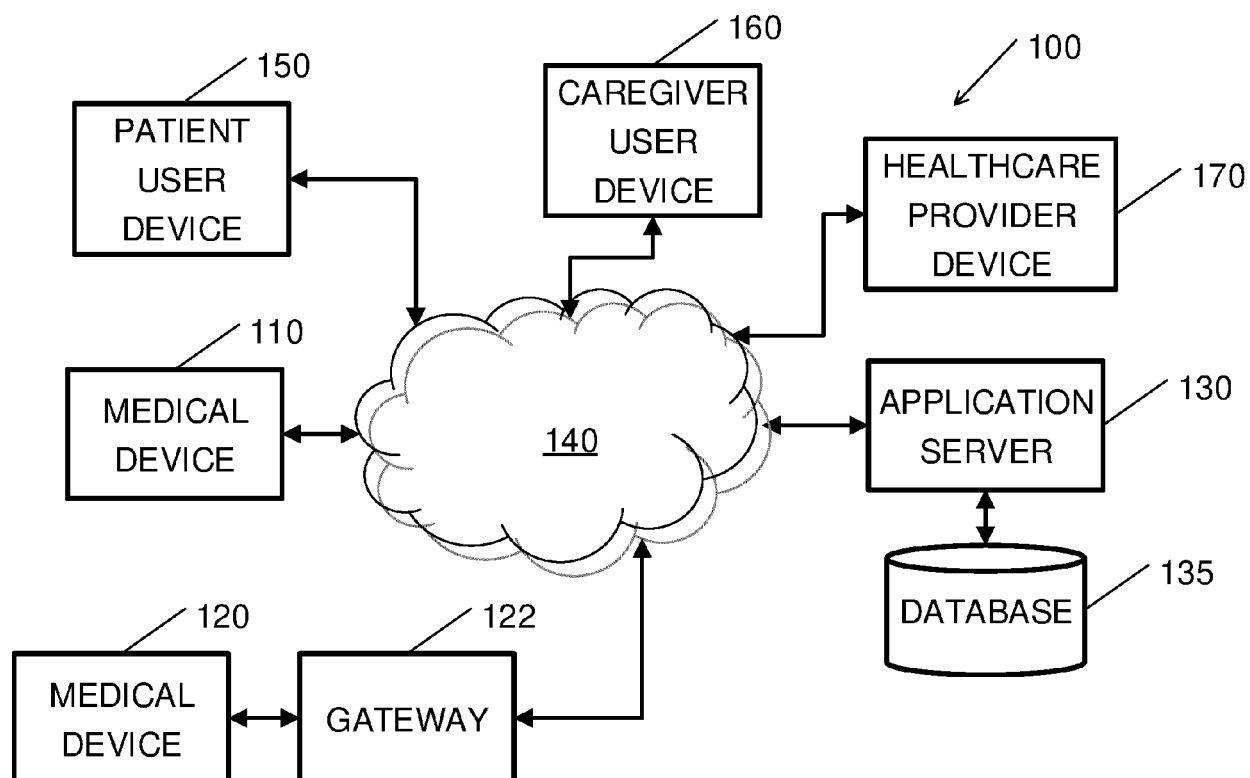 160
100
150
CAREGIVER
USER
DEVICE
PATIENT
USER
DEVICE
HEALTHCARE
PROVIDER
DEVICE
170
110
MEDICAL
DEVICE
140
APPLICATION
SERVER
130
135
DATABASE
120
122
MEDICAL
DEVICE
GATEWAY